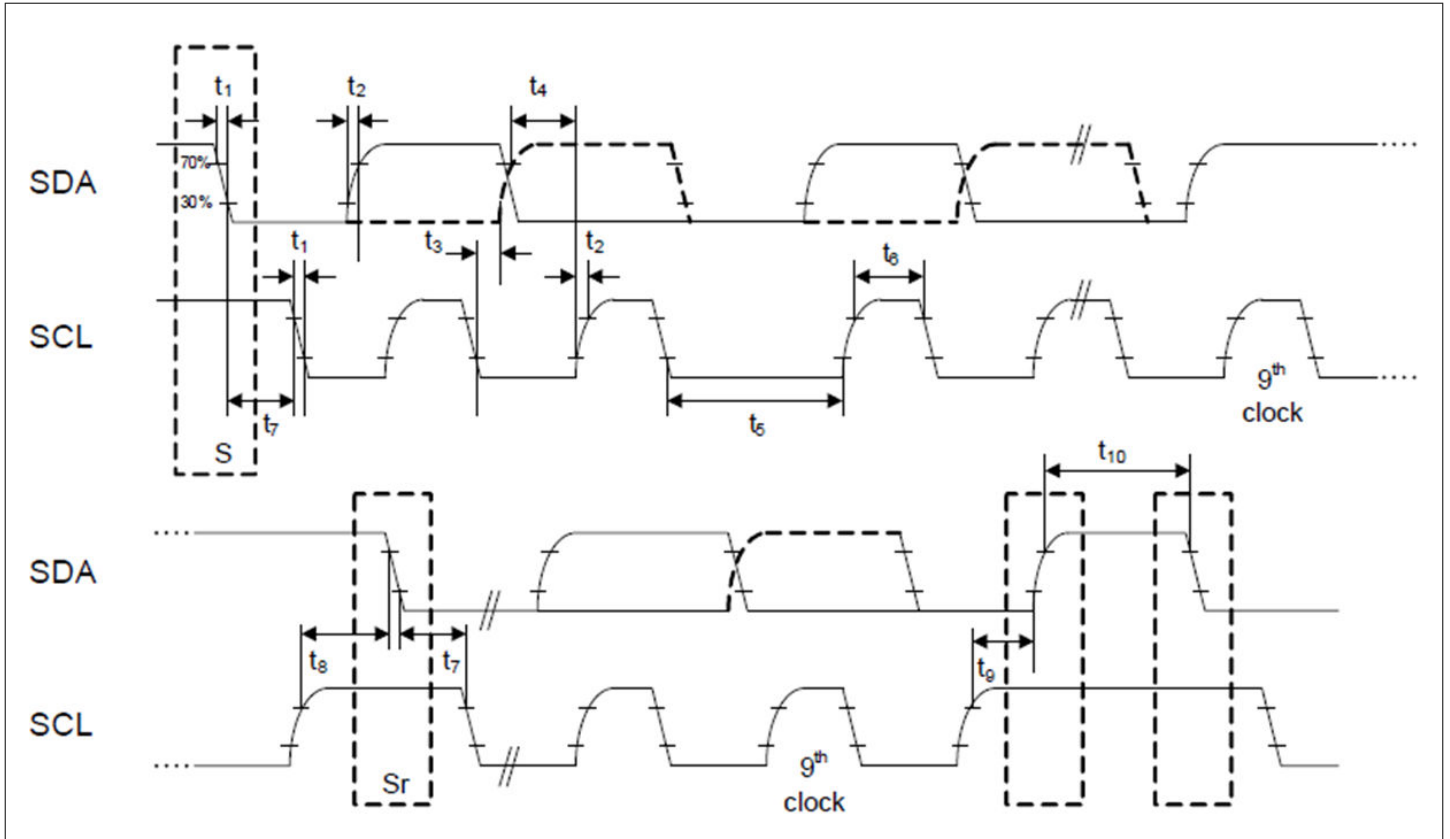 t1 t2 t4
SDA
70%
30%
t1 t3 t2 t6
SCL
t7 t5
S
9th
clock
t10
SDA
t8 t7 t9
SCL
Sr
9th
clock